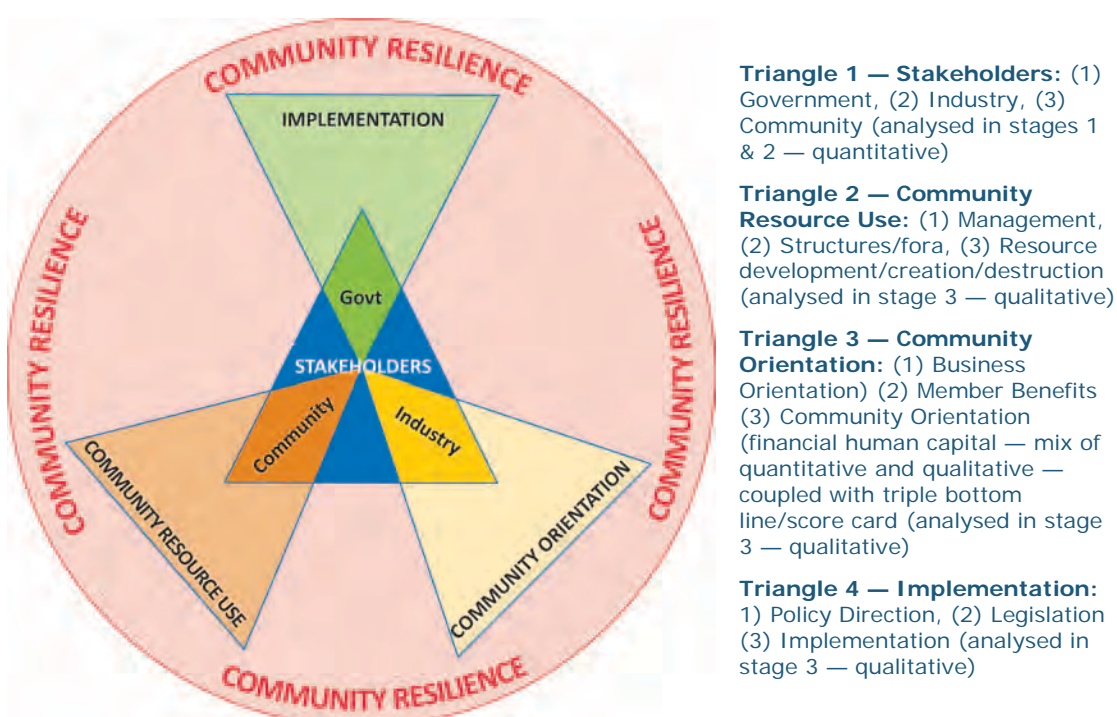 COMMUNITY RESILIENCE
IMPLEMENTATION
COMMUNITY RESILIENCE
COMMUNITY RESILIENCE
Govt
STAKEHOLDERS
Community
Industry
COMMUNITY RESOURCE USE
COMMUNITY ORIENTATION
COMMUNITY RESILIENCE
Triangle 1 — Stakeholders: (1)
Government, (2) Industry, (3)
Community (analysed in stages 1
& 2 — quantitative)
Triangle 2 — Community
Resource Use: (1) Management,
(2) Structures/fora, (3) Resource
development/creation/destruction
(analysed in stage 3 — qualitative)
Triangle 3 — Community
Orientation: (1) Business
Orientation) (2) Member Benefits
(3) Community Orientation
(financial human capital — mix of
quantitative and qualitative —
coupled with triple bottom
line/score card (analysed in stage
3 — qualitative)
Triangle 4 — Implementation:
1) Policy Direction, (2) Legislation
(3) Implementation (analysed in
stage 3 — qualitative)